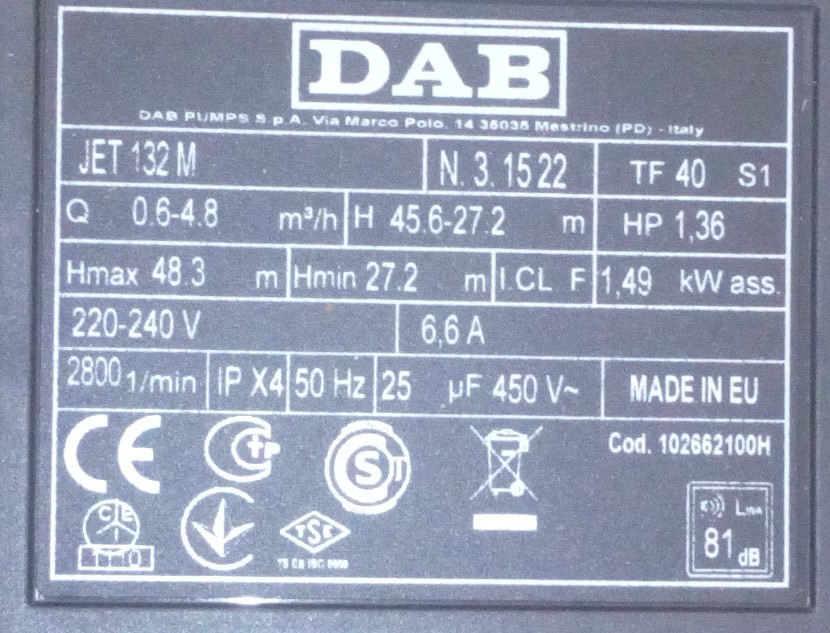 DAB
DAB PUMPS S.p.A. Via Marco Polo, 14 35035 Mestrino (PD) - Italy
JET 132 M N. 3.1522 TF 40 S1
Q 0.6-4.8 m³/h H 45.6-27.2 m HP 1,36
Hmax 48.3 m Hmin 27.2 m I.CL F 1,49 kW ass.
220-240 V 6,6 A
2800 1/min IP X4 50 Hz 25 µF 450 V~ MADE IN EU
Cod. 102662100H
CE
TSE
LWA
81 dB